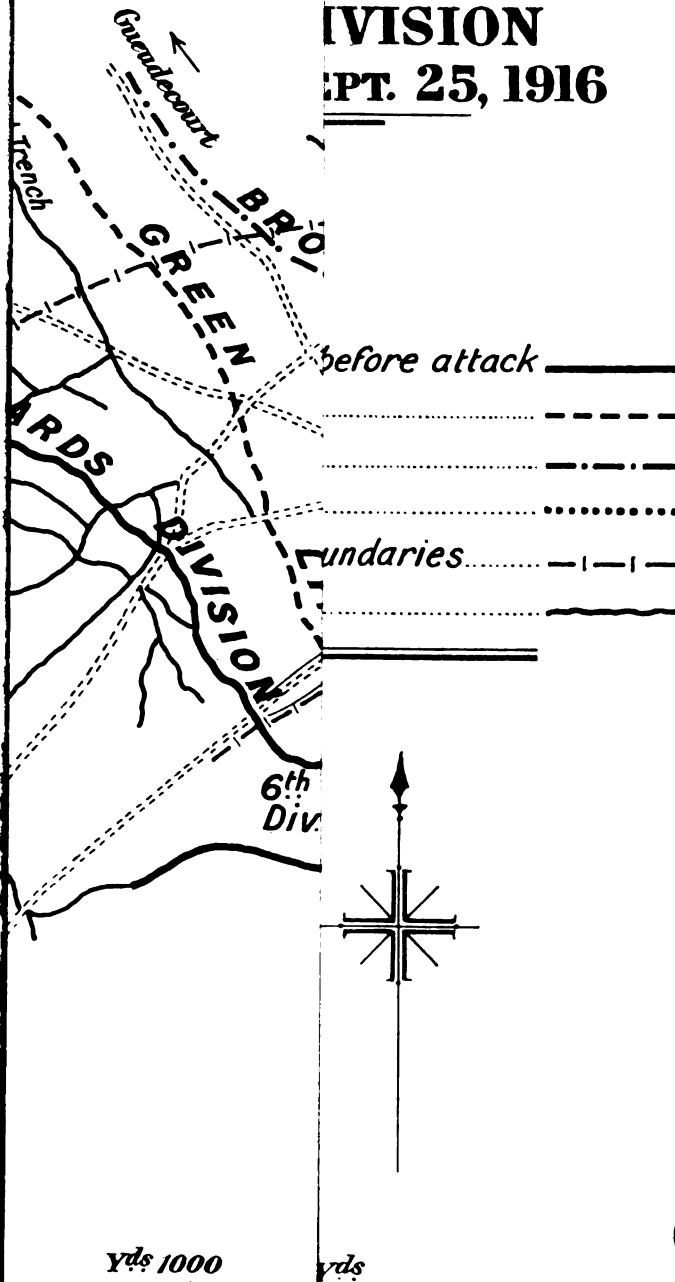 IVISION
EPT. 25, 1916
Gueudecourt
Trench
BRO
GREEN
before attack
ARDS
DIVISION
undaries
6th
Div.
Yds 1000
yds